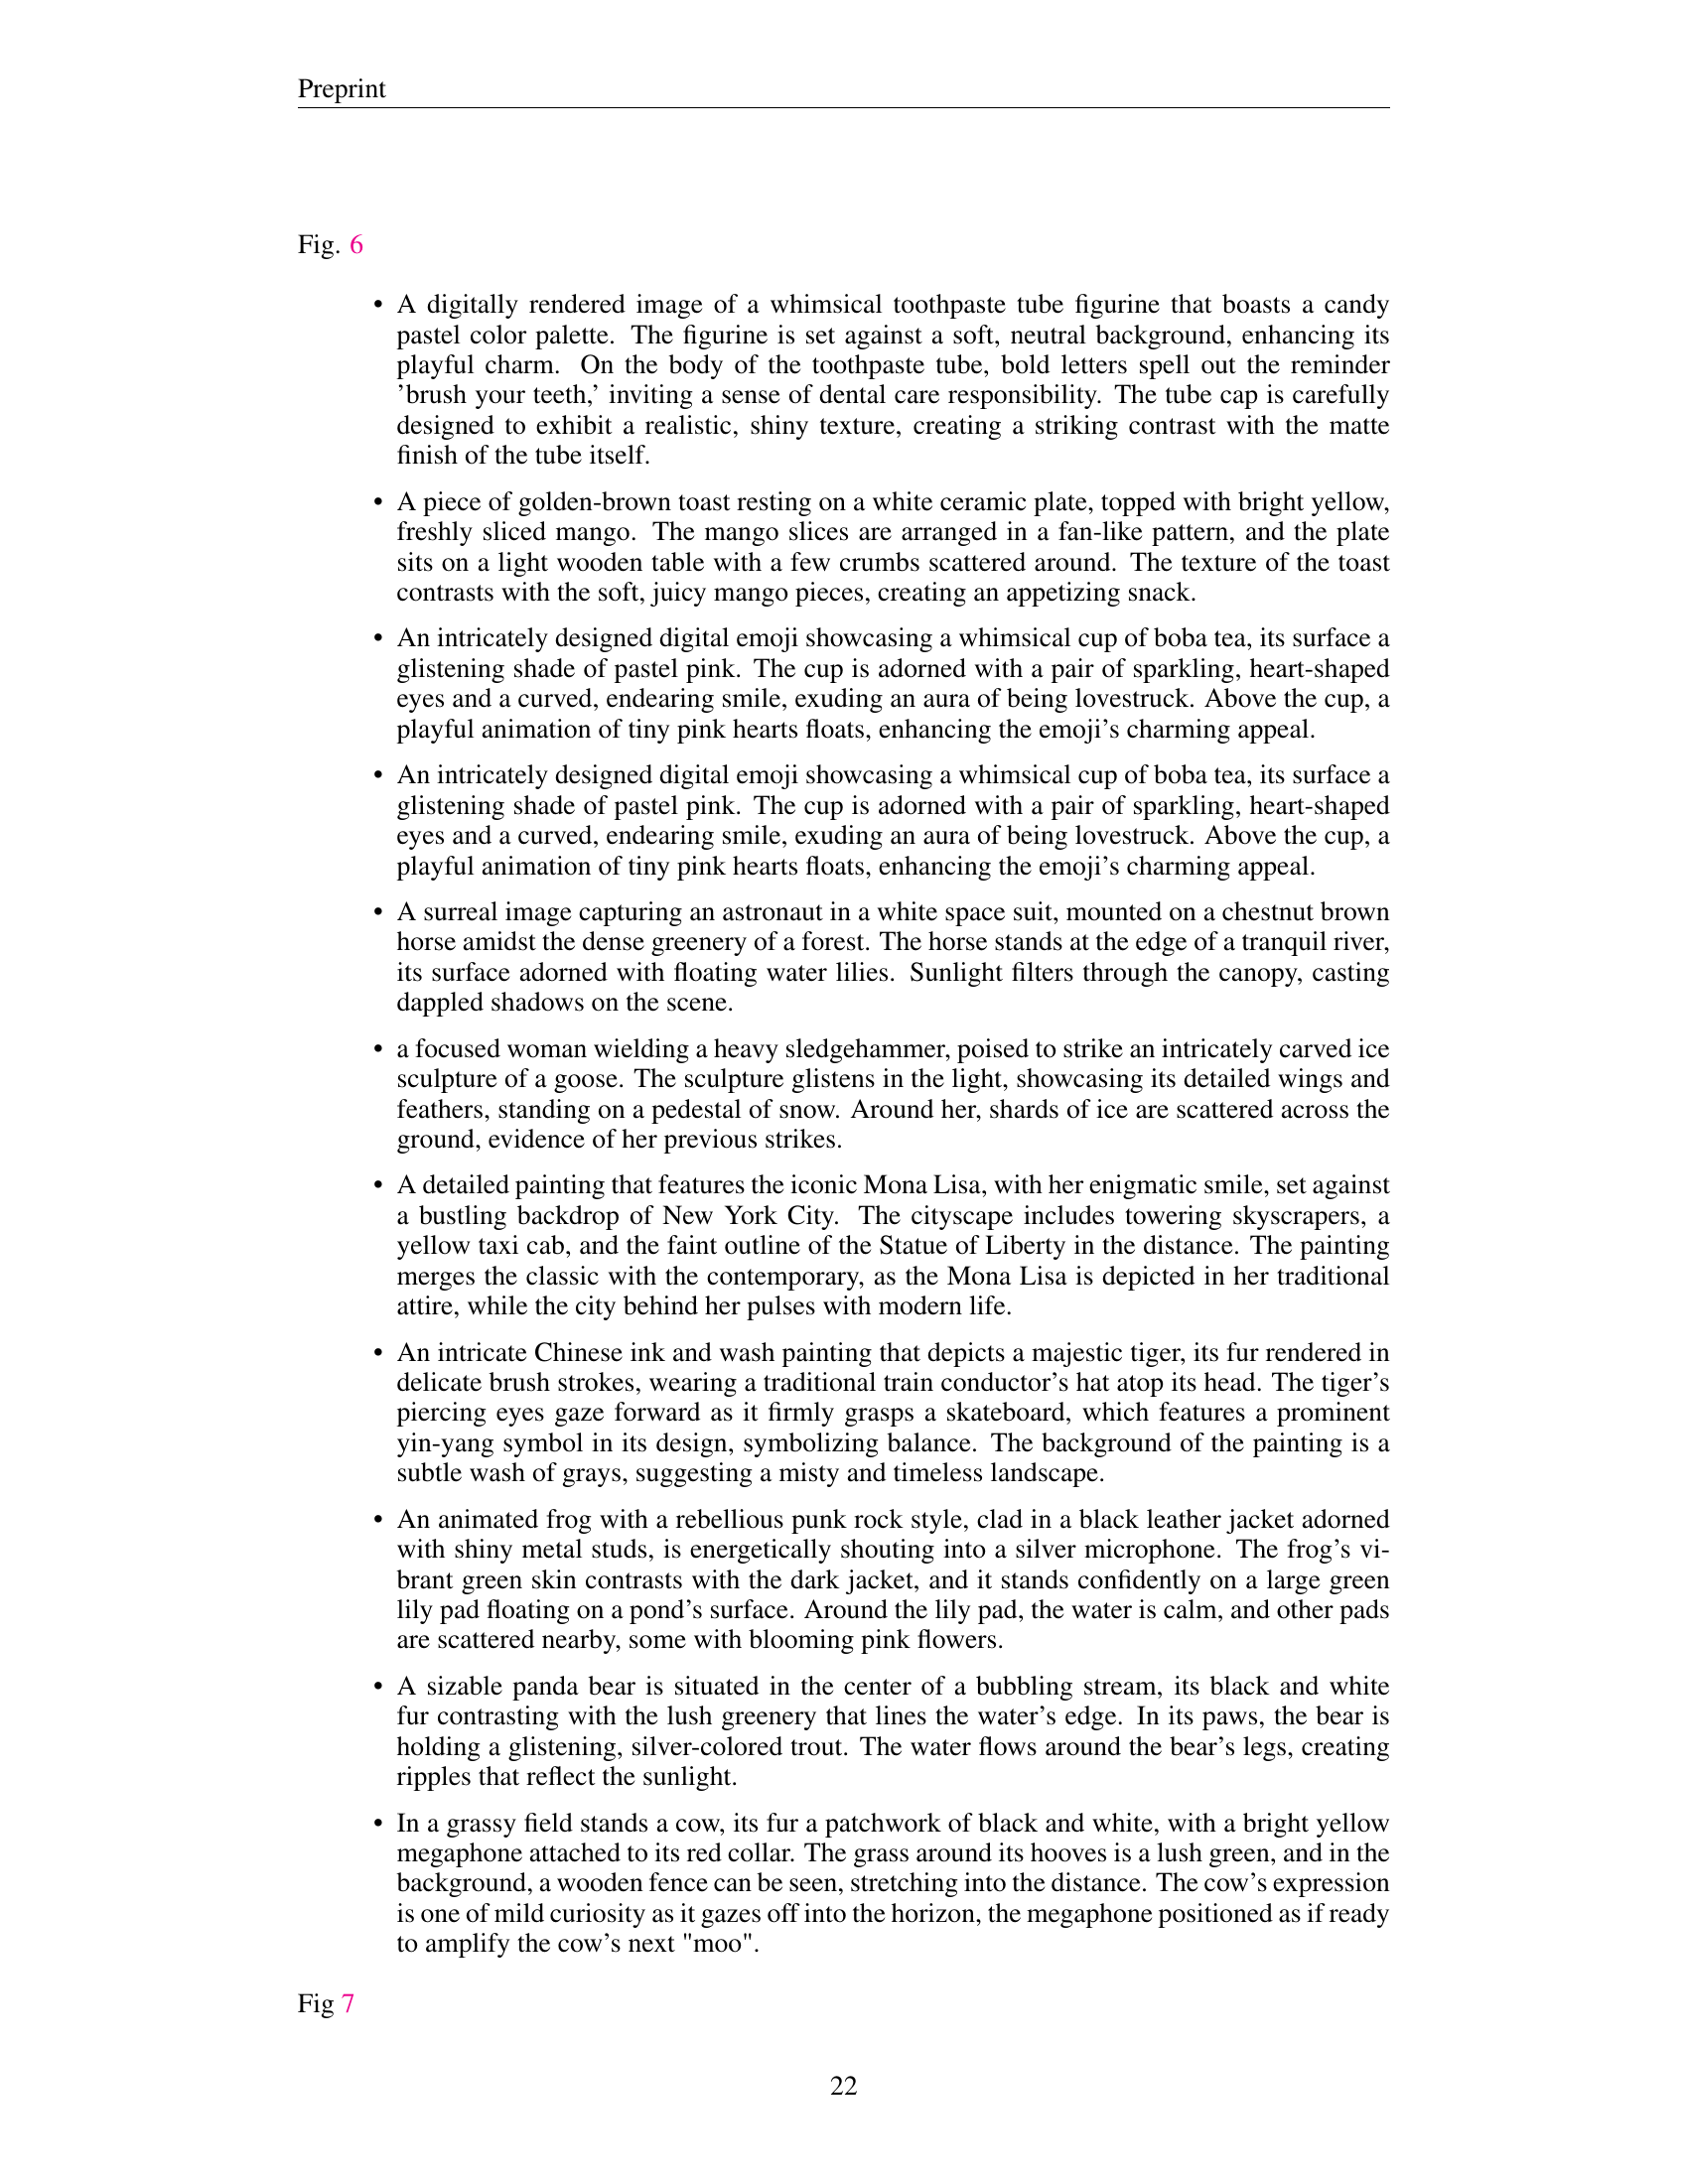 Preprint
Fig. 6
• A digitally rendered image of a whimsical toothpaste tube figurine that boasts a candy
pastel color palette. The figurine is set against a soft, neutral background, enhancing its
playful charm. On the body of the toothpaste tube, bold letters spell out the reminder
’brush your teeth,’ inviting a sense of dental care responsibility. The tube cap is carefully
designed to exhibit a realistic, shiny texture, creating a striking contrast with the matte
finish of the tube itself.
• A piece of golden-brown toast resting on a white ceramic plate, topped with bright yellow,
freshly sliced mango. The mango slices are arranged in a fan-like pattern, and the plate
sits on a light wooden table with a few crumbs scattered around. The texture of the toast
contrasts with the soft, juicy mango pieces, creating an appetizing snack.
• An intricately designed digital emoji showcasing a whimsical cup of boba tea, its surface a
glistening shade of pastel pink. The cup is adorned with a pair of sparkling, heart-shaped
eyes and a curved, endearing smile, exuding an aura of being lovestruck. Above the cup, a
playful animation of tiny pink hearts floats, enhancing the emoji’s charming appeal.
• An intricately designed digital emoji showcasing a whimsical cup of boba tea, its surface a
glistening shade of pastel pink. The cup is adorned with a pair of sparkling, heart-shaped
eyes and a curved, endearing smile, exuding an aura of being lovestruck. Above the cup, a
playful animation of tiny pink hearts floats, enhancing the emoji’s charming appeal.
• A surreal image capturing an astronaut in a white space suit, mounted on a chestnut brown
horse amidst the dense greenery of a forest. The horse stands at the edge of a tranquil river,
its surface adorned with floating water lilies. Sunlight filters through the canopy, casting
dappled shadows on the scene.
• a focused woman wielding a heavy sledgehammer, poised to strike an intricately carved ice
sculpture of a goose. The sculpture glistens in the light, showcasing its detailed wings and
feathers, standing on a pedestal of snow. Around her, shards of ice are scattered across the
ground, evidence of her previous strikes.
• A detailed painting that features the iconic Mona Lisa, with her enigmatic smile, set against
a bustling backdrop of New York City. The cityscape includes towering skyscrapers, a
yellow taxi cab, and the faint outline of the Statue of Liberty in the distance. The painting
merges the classic with the contemporary, as the Mona Lisa is depicted in her traditional
attire, while the city behind her pulses with modern life.
• An intricate Chinese ink and wash painting that depicts a majestic tiger, its fur rendered in
delicate brush strokes, wearing a traditional train conductor’s hat atop its head. The tiger’s
piercing eyes gaze forward as it firmly grasps a skateboard, which features a prominent
yin-yang symbol in its design, symbolizing balance. The background of the painting is a
subtle wash of grays, suggesting a misty and timeless landscape.
• An animated frog with a rebellious punk rock style, clad in a black leather jacket adorned
with shiny metal studs, is energetically shouting into a silver microphone. The frog’s vi-
brant green skin contrasts with the dark jacket, and it stands confidently on a large green
lily pad floating on a pond’s surface. Around the lily pad, the water is calm, and other pads
are scattered nearby, some with blooming pink flowers.
• A sizable panda bear is situated in the center of a bubbling stream, its black and white
fur contrasting with the lush greenery that lines the water’s edge. In its paws, the bear is
holding a glistening, silver-colored trout. The water flows around the bear’s legs, creating
ripples that reflect the sunlight.
• In a grassy field stands a cow, its fur a patchwork of black and white, with a bright yellow
megaphone attached to its red collar. The grass around its hooves is a lush green, and in the
background, a wooden fence can be seen, stretching into the distance. The cow’s expression
is one of mild curiosity as it gazes off into the horizon, the megaphone positioned as if ready
to amplify the cow’s next "moo".
Fig 7
22